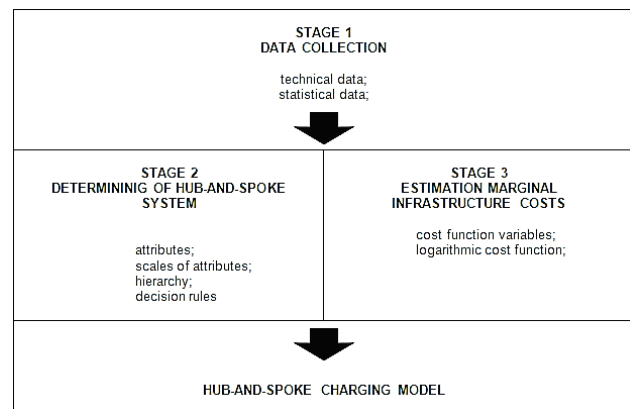 STAGE 1
DATA COLLECTION
technical data;
statistical data;
STAGE 2
DETERMINIG OF HUB-AND-SPOKE
SYSTEM
attributes;
scales of attributes;
hierarchy;
decision rules
STAGE 3
ESTIMATION MARGINAL
INFRASTRUCTURE COSTS
cost function variables;
logarithmic cost function;
HUB-AND-SPOKE CHARGING MODEL